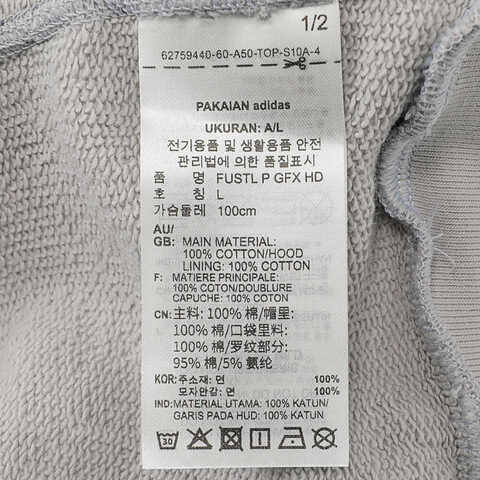 1/2
62759440-60-A50-TOP-S10A-4
PAKAIAN adidas
UKURAN: A/L
전기용품 및 생활용품 안전
관리법에 의한 품질표시
품 명 FUSTL P GFX HD
호 칭 L
가슴둘레 100cm
AU/
GB: MAIN MATERIAL:
100% COTTON/HOOD
LINING: 100% COTTON
F: MATIERE PRINCIPALE:
100% COTON/DOUBLURE
CAPUCHE: 100% COTON
CN: 主料: 100% 棉/帽里:
100% 棉/口袋里料:
100% 棉/罗纹部分:
95% 棉/5% 氨纶
KOR: 주소재: 면 100%
모자안감: 면 100%
IND: MATERIAL UTAMA: 100% KATUN/
GARIS PADA HUD: 100% KATUN
30